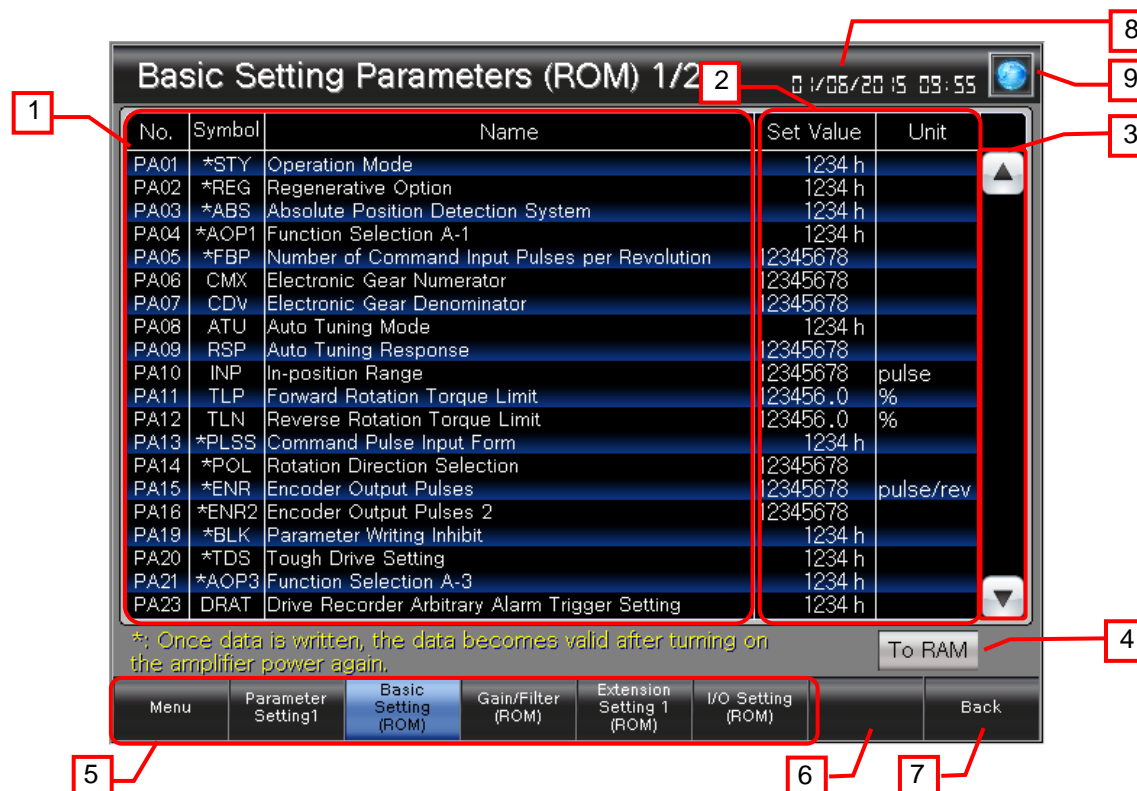 8
Basic Setting Parameters (ROM) 1/2
2
01/06/2015 09:55
9
1
3
No. Symbol Name Set Value Unit
PA01 *STY Operation Mode 1234 h
PA02 *REG Regenerative Option 1234 h
PA03 *ABS Absolute Position Detection System 1234 h
PA04 *AOP1 Function Selection A-1 1234 h
PA05 *FBP Number of Command Input Pulses per Revolution 12345678
PA06 CMX Electronic Gear Numerator 12345678
PA07 CDV Electronic Gear Denominator 12345678
PA08 ATU Auto Tuning Mode 1234 h
PA09 RSP Auto Tuning Response 12345678
PA10 INP In-position Range 12345678 pulse
PA11 TLP Forward Rotation Torque Limit 123456.0 %
PA12 TLN Reverse Rotation Torque Limit 123456.0 %
PA13 *PLSS Command Pulse Input Form 1234 h
PA14 *POL Rotation Direction Selection 12345678
PA15 *ENR Encoder Output Pulses 12345678 pulse/rev
PA16 *ENR2 Encoder Output Pulses 2 12345678
PA19 *BLK Parameter Writing Inhibit 1234 h
PA20 *TDS Tough Drive Setting 1234 h
PA21 *AOP3 Function Selection A-3 1234 h
PA23 DRAT Drive Recorder Arbitrary Alarm Trigger Setting 1234 h
*: Once data is written, the data becomes valid after turning on
the amplifier power again.
To RAM
4
Menu
Parameter
Setting1
Basic
Setting
(ROM)
Gain/Filter
(ROM)
Extension
Setting 1
(ROM)
I/O Setting
(ROM)
Back
5
6
7